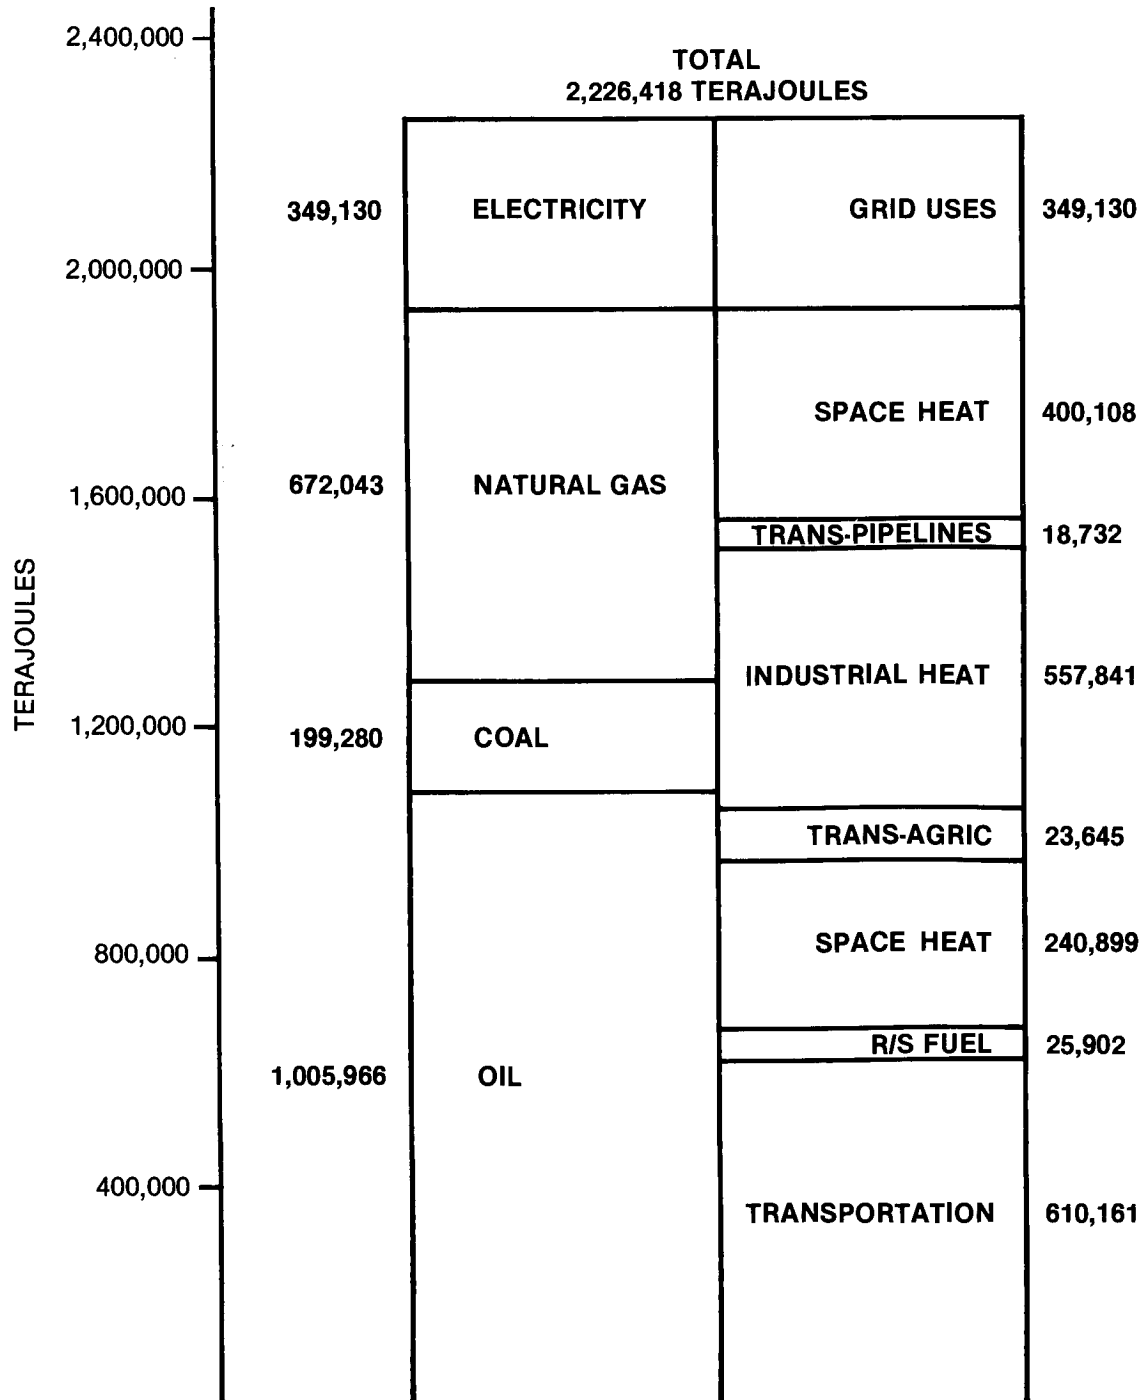 2,400,000
TOTAL
2,226,418 TERAJOULES
349,130 ELECTRICITY GRID USES 349,130
2,000,000
SPACE HEAT 400,108
672,043 NATURAL GAS
1,600,000
TRANS-PIPELINES 18,732
TERAJOULES
INDUSTRIAL HEAT 557,841
1,200,000
199,280 COAL
TRANS-AGRIC 23,645
800,000
SPACE HEAT 240,899
R/S FUEL 25,902
1,005,966 OIL
400,000
TRANSPORTATION 610,161